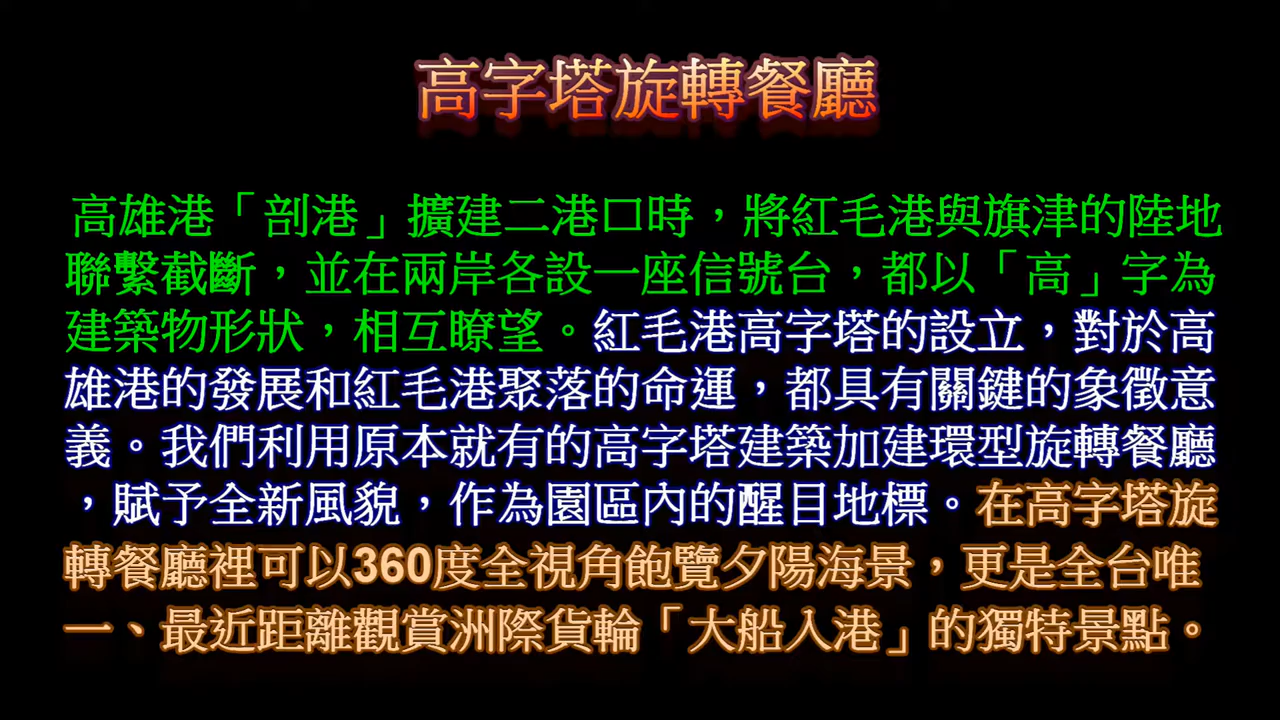 高字塔旋轉餐廳
高雄港「剖港」擴建二港口時，將紅毛港與旗津的陸地
聯繫截斷，並在兩岸各設一座信號台，都以「高」字為
建築物形狀，相互瞭望。紅毛港高字塔的設立，對於高
雄港的發展和紅毛港聚落的命運，都具有關鍵的象徵意
義。我們利用原本就有的高字塔建築加建環型旋轉餐廳
，賦予全新風貌，作為園區內的醒目地標。在高字塔旋
轉餐廳裡可以360度全視角飽覽夕陽海景，更是全台唯
一、最近距離觀賞洲際貨輪「大船入港」的獨特景點。